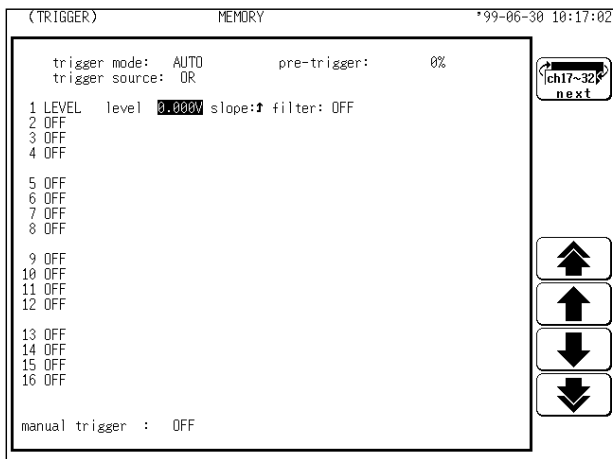 (TRIGGER) MEMORY '99-06-30 10:17:02
trigger mode: AUTO pre-trigger: 0%
trigger source: OR
ch17~32
next
1 LEVEL level 0.000V slope:↥ filter: OFF
2 OFF
3 OFF
4 OFF
5 OFF
6 OFF
7 OFF
8 OFF
9 OFF
10 OFF
11 OFF
12 OFF
13 OFF
14 OFF
15 OFF
16 OFF
manual trigger : OFF